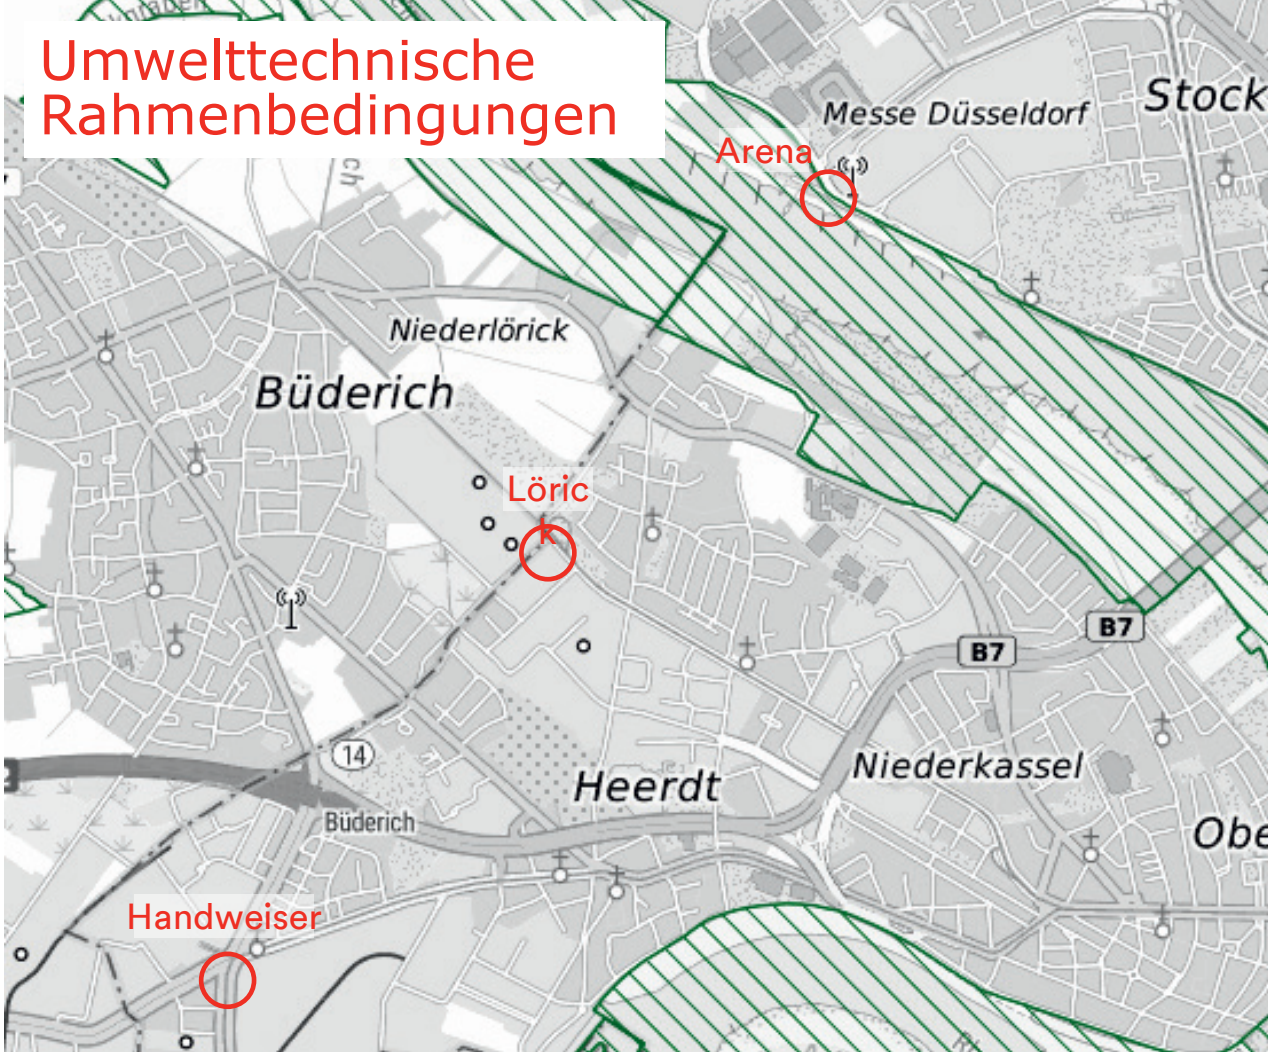 Umwelttechnische
Rahmenbedingungen
Stock
Messe Düsseldorf
Arena
Niederlörick
Büderich
Löric
k
B7
B7
14
Niederkassel
Heerdt
Büderich
Obe
Handweiser